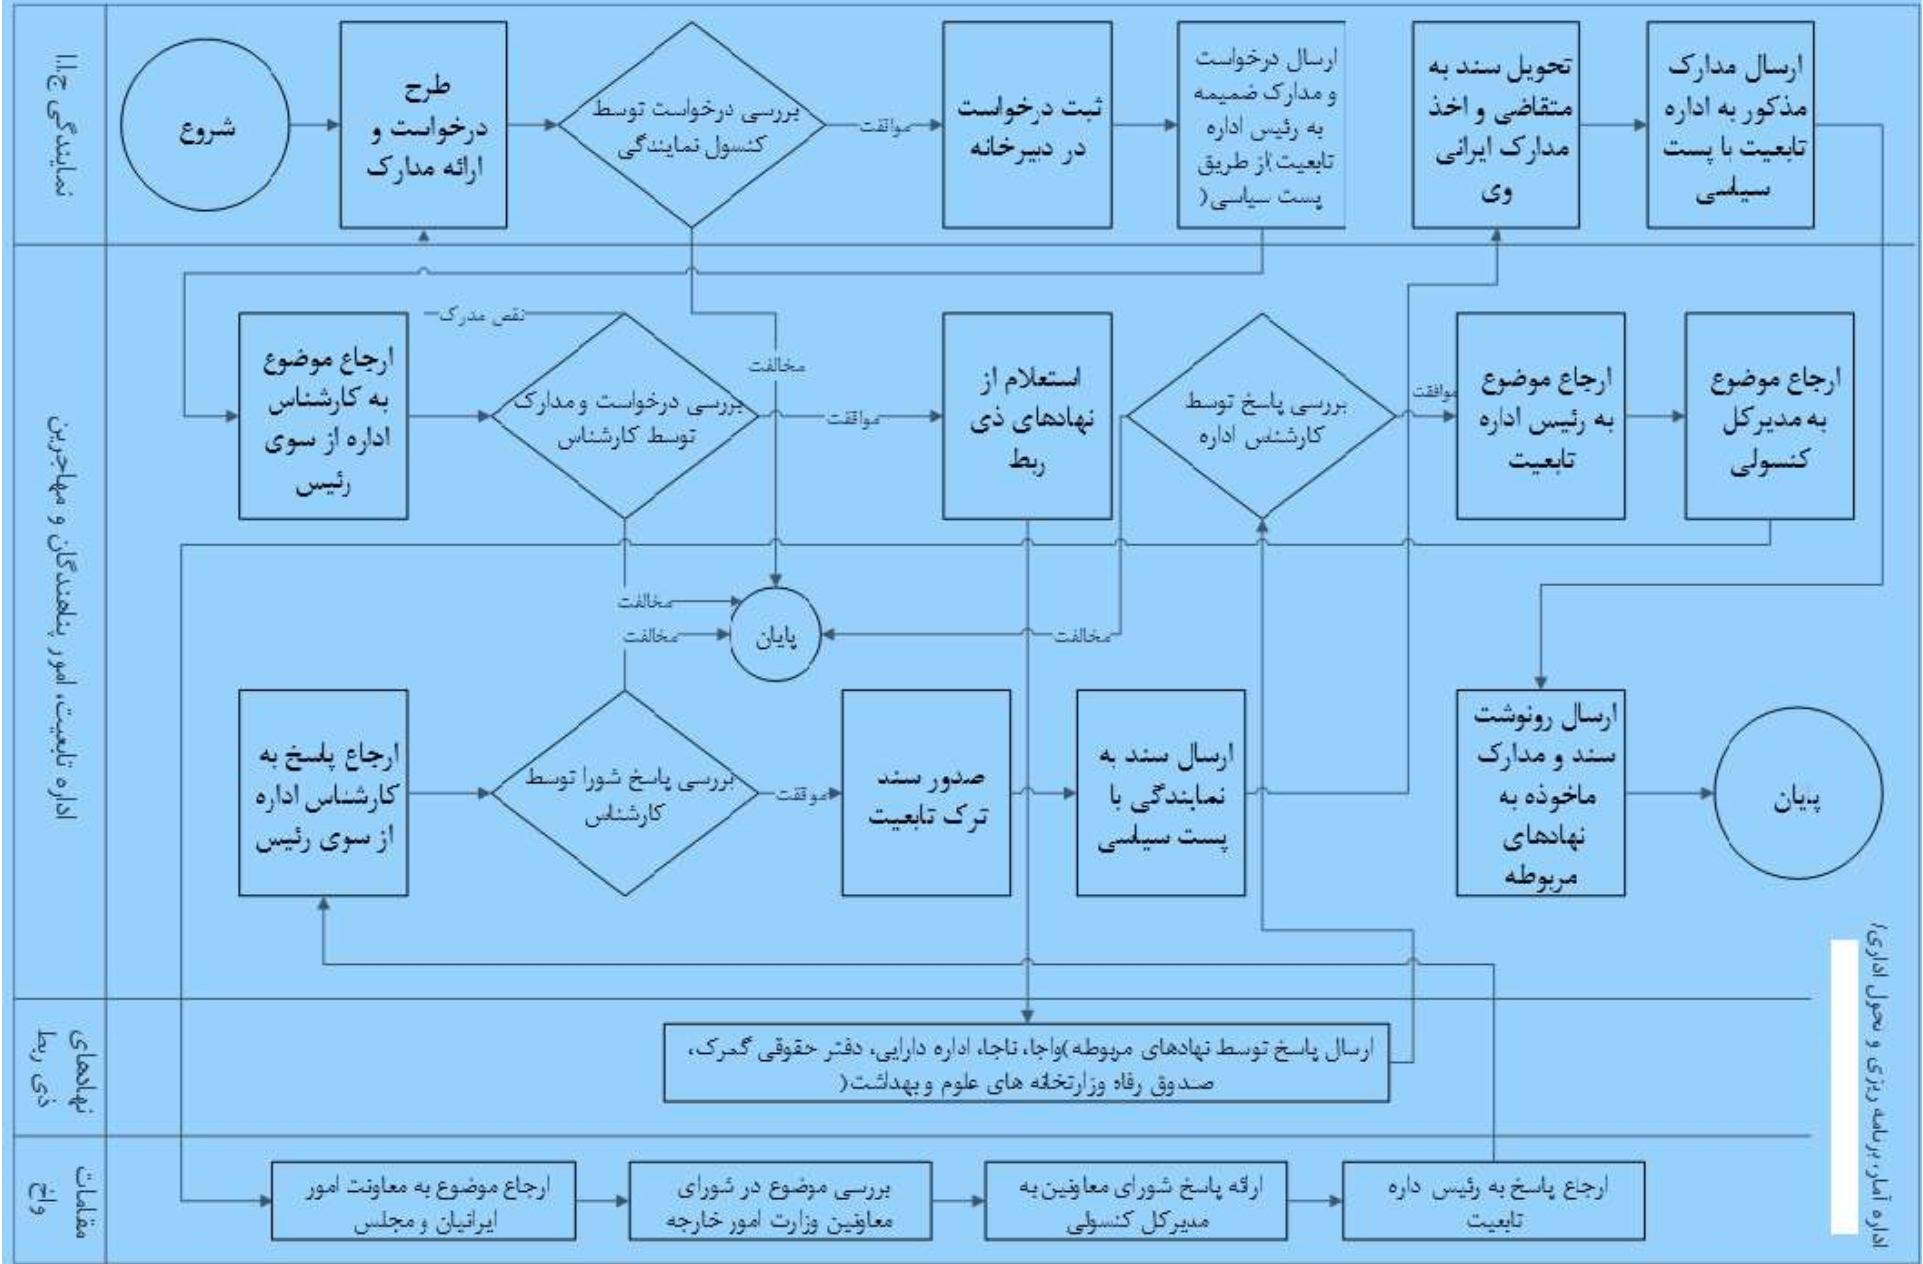 نمایندگی ج.ا.ا
شروع
طرح
درخواست و
ارائه مدارک
بررسی درخواست توسط
کنسول نمایندگی
موافقت
ثبت درخواست
در دبیرخانه
ارسال درخواست
و مدارک ضمیمه
به رئیس اداره
تابعیت)از طریق
پست سیاسی(
تحویل سند به
متقاضی و اخذ
مدارک ایرانی
وی
ارسال مدارک
مذکور به اداره
تابعیت با پست
سیاسی
اداره تابعیت، امور پناهندگان و مهاجرین
ارجاع موضوع
به کارشناس
اداره از سوی
رئیس
نقص مدرک
بررسی درخواست و مدارک
توسط کارشناس
مخالفت
موافقت
استعلام از
نهادهای ذی
ربط
بررسی پاسخ توسط
کارشناس اداره
موافقت
ارجاع موضوع
به رئیس اداره
تابعیت
ارجاع موضوع
به مدیرکل
کنسولی
مخالفت
مخالفت
پایان
مخالفت
ارجاع پاسخ به
کارشناس اداره
از سوی رئیس
بررسی پاسخ شورا توسط
کارشناس
موافقت
صدور سند
ترک تابعیت
ارسال سند به
نمایندگی با
پست سیاسی
ارسال رونوشت
سند و مدارک
ماخوذه به
نهادهای
مربوطه
پایان
نهادهای
ذی ربط
ارسال پاسخ توسط نهادهای مربوطه)واجا، ناجا، اداره دارایی، دفتر حقوقی گمرک،
صندوق رفاه وزارتخانه های علوم و بهداشت(
مقامات
واخ
ارجاع موضوع به معاونت امور
ایرانیان و مجلس
بررسی موضوع در شورای
معاونین وزارت امور خارجه
ارائه پاسخ شورای معاونین به
مدیرکل کنسولی
ارجاع پاسخ به رئیس داره
تابعیت
اداره آمار، برنامه ریزی و تحول اداری/